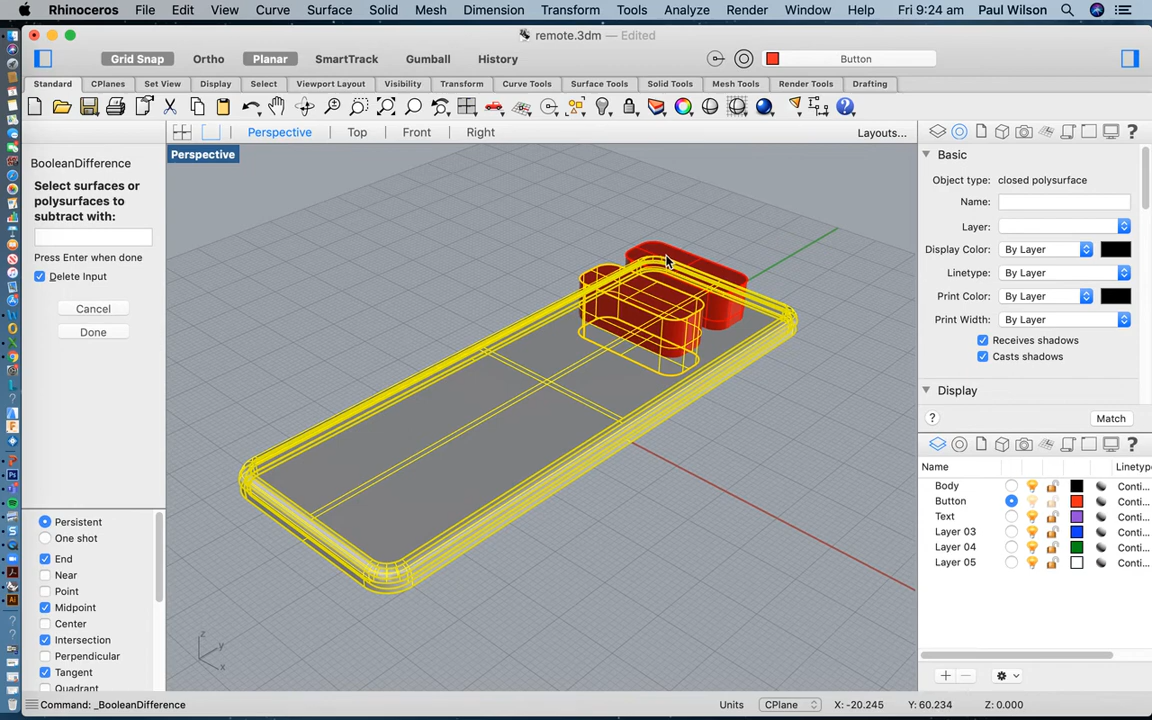 Rhinoceros File Edit View Curve Surface Solid Mesh Dimension Transform Tools Analyze Render Window Help Fri 9:24 am Paul Wilson
remote.3dm — Edited
Grid Snap Ortho Planar SmartTrack Gumball History Button
Standard CPlanes Set View Display Select Viewport Layout Visibility Transform Curve Tools Surface Tools Solid Tools Mesh Tools Render Tools Drafting
Perspective Top Front Right Layouts...
Perspective
BooleanDifference
Select surfaces or
polysurfaces to
subtract with:
Press Enter when done
Delete Input
Cancel
Done
Persistent
One shot
End
Near
Point
Midpoint
Center
Intersection
Perpendicular
Tangent
Quadrant
z
y
x
Basic
Object type: closed polysurface
Name:
Layer:
Display Color: By Layer
Linetype: By Layer
Print Color: By Layer
Print Width: By Layer
Receives shadows
Casts shadows
Display
? Match
Name Linetype
Body Conti...
Button Conti...
Text Conti...
Layer 03 Conti...
Layer 04 Conti...
Layer 05 Conti...
Command: _BooleanDifference Units CPlane X: -20.245 Y: 60.234 Z: 0.000